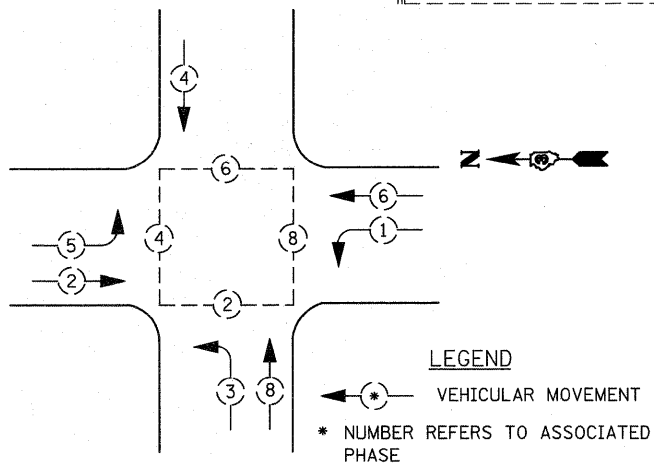 4
6
N
6
5
4
8
1
2
2
3
8
LEGEND
* VEHICULAR MOVEMENT
* NUMBER REFERS TO ASSOCIATED
PHASE